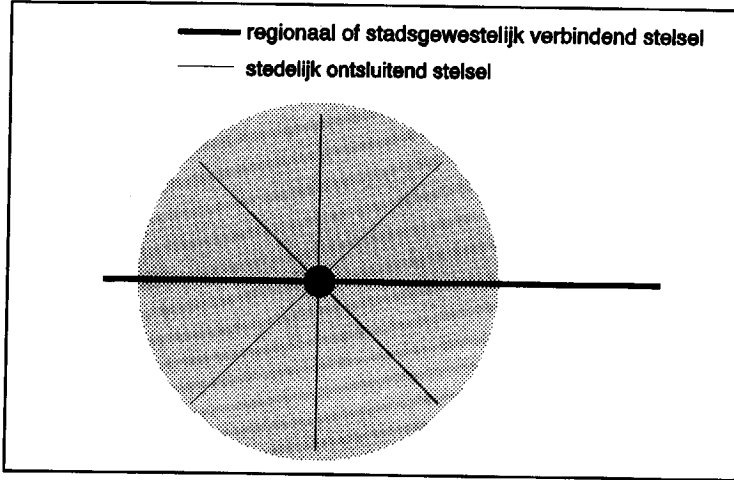 regionaal of stadsgewestelijk verbindend stelsel
stedelijk ontsluitend stelsel